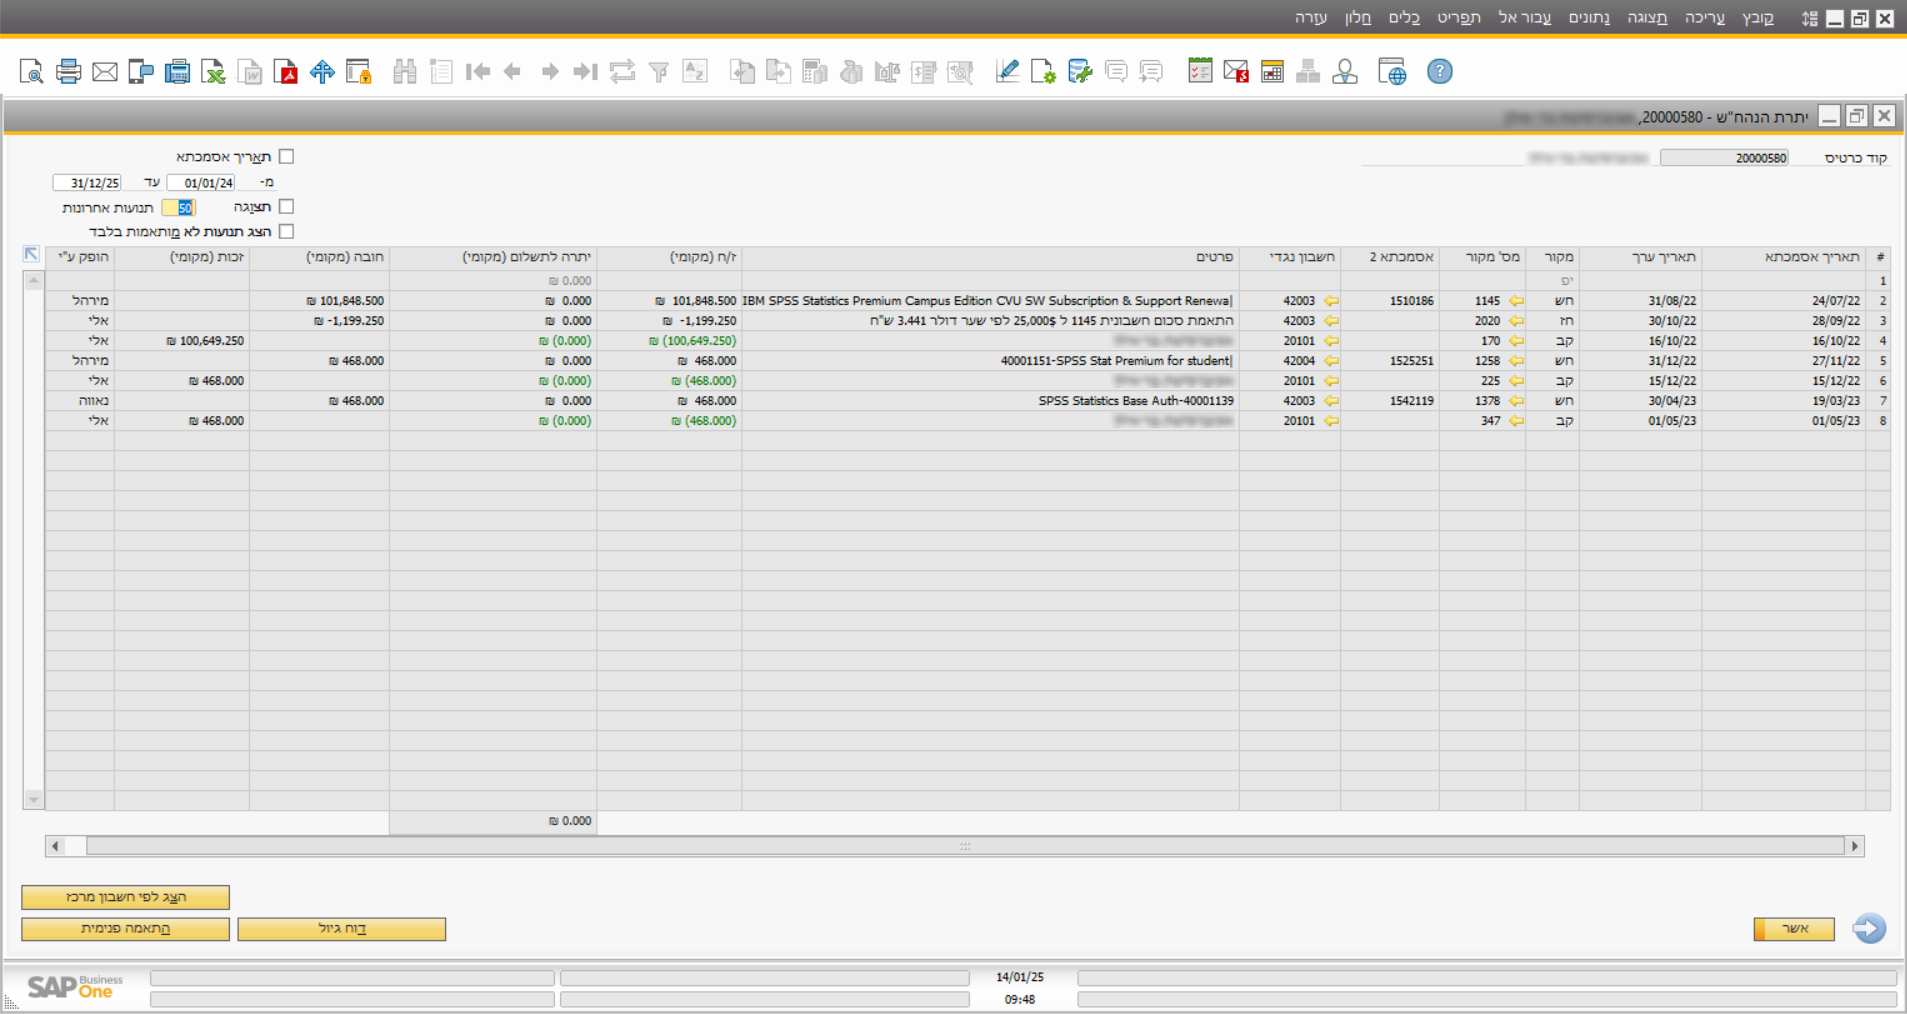 קובץ עריכה תצוגה נתונים עבור אל תפריט כלים חלון עזרה
יתרת הנהח"ש - 20000580,
קוד כרטיס 20000580
תאריך אסמכתא
מ- 01/01/24 עד 31/12/25
תצוגה 50 תנועות אחרונות
הצג תנועות לא מותאמות בלבד
# תאריך אסמכתא תאריך ערך מקור מס' מקור אסמכתא 2 חשבון נגדי פרטים ז/ח (מקומי) יתרה לתשלום (מקומי) חובה (מקומי) זכות (מקומי) הופק ע"י
1 יפ ₪ 0.000
2 24/07/22 31/08/22 חש 1145 1510186 42003 IBM SPSS Statistics Premium Campus Edition CVU SW Subscription & Support Renewa| ₪ 101,848.500 ₪ 0.000 ₪ 101,848.500 מירהל
3 28/09/22 30/10/22 חז 2020 42003 התאמת סכום חשבונית 1145 ל 25,000$ לפי שער דולר 3.441 ש"ח ₪ -1,199.250 ₪ 0.000 ₪ -1,199.250 אלי
4 16/10/22 16/10/22 קב 170 20101 ₪ (100,649.250) ₪ (0.000) ₪ 100,649.250 אלי
5 27/11/22 31/12/22 חש 1258 1525251 42004 40001151-SPSS Stat Premium for student| ₪ 468.000 ₪ 0.000 ₪ 468.000 מירהל
6 15/12/22 15/12/22 קב 225 20101 ₪ (468.000) ₪ (0.000) ₪ 468.000 אלי
7 19/03/23 30/04/23 חש 1378 1542119 42003 SPSS Statistics Base Auth-40001139 ₪ 468.000 ₪ 0.000 ₪ 468.000 נאווה
8 01/05/23 01/05/23 קב 347 20101 ₪ (468.000) ₪ (0.000) ₪ 468.000 אלי
₪ 0.000
הצג לפי חשבון מרכז
אשר דוח גיול התאמה פנימית
SAP Business One
14/01/25
09:48